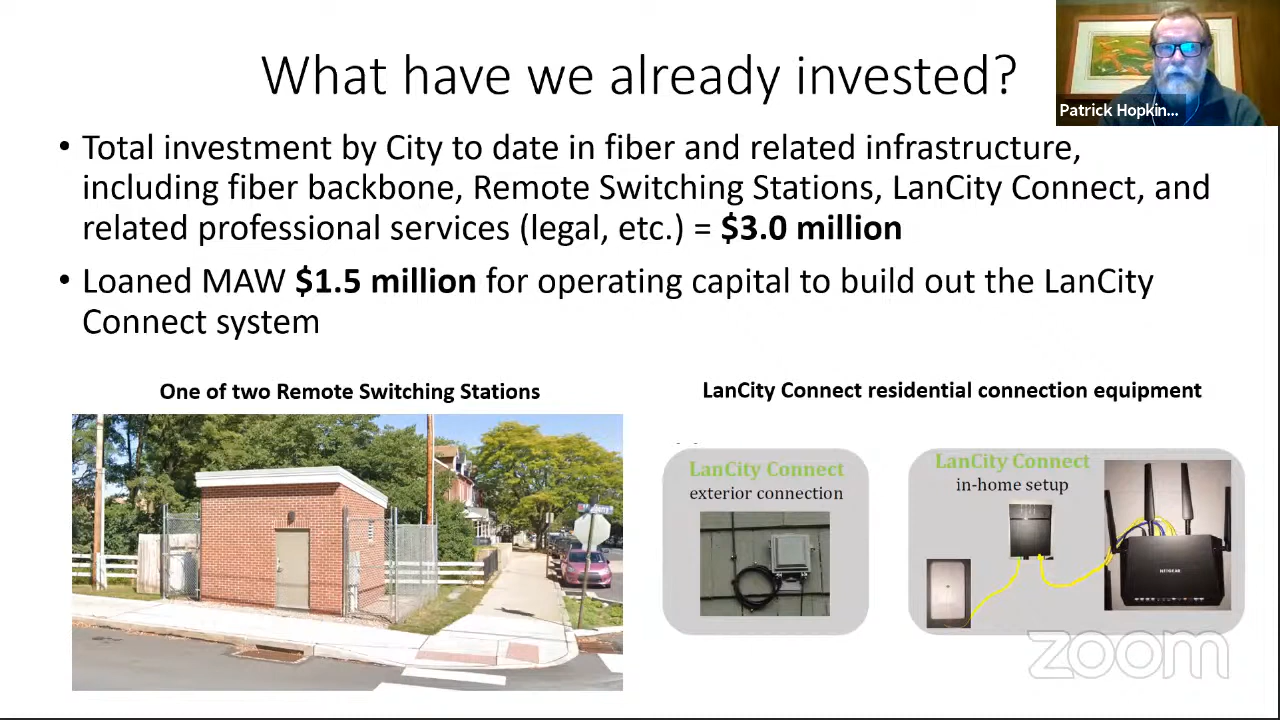 What have we already invested?
Patrick Hopkin...
• Total investment by City to date in fiber and related infrastructure,
including fiber backbone, Remote Switching Stations, LanCity Connect, and
related professional services (legal, etc.) = $3.0 million
• Loaned MAW $1.5 million for operating capital to build out the LanCity
Connect system
One of two Remote Switching Stations
LanCity Connect residential connection equipment
LanCity Connect
exterior connection
LanCity Connect
in-home setup
NETGEAR
zoom